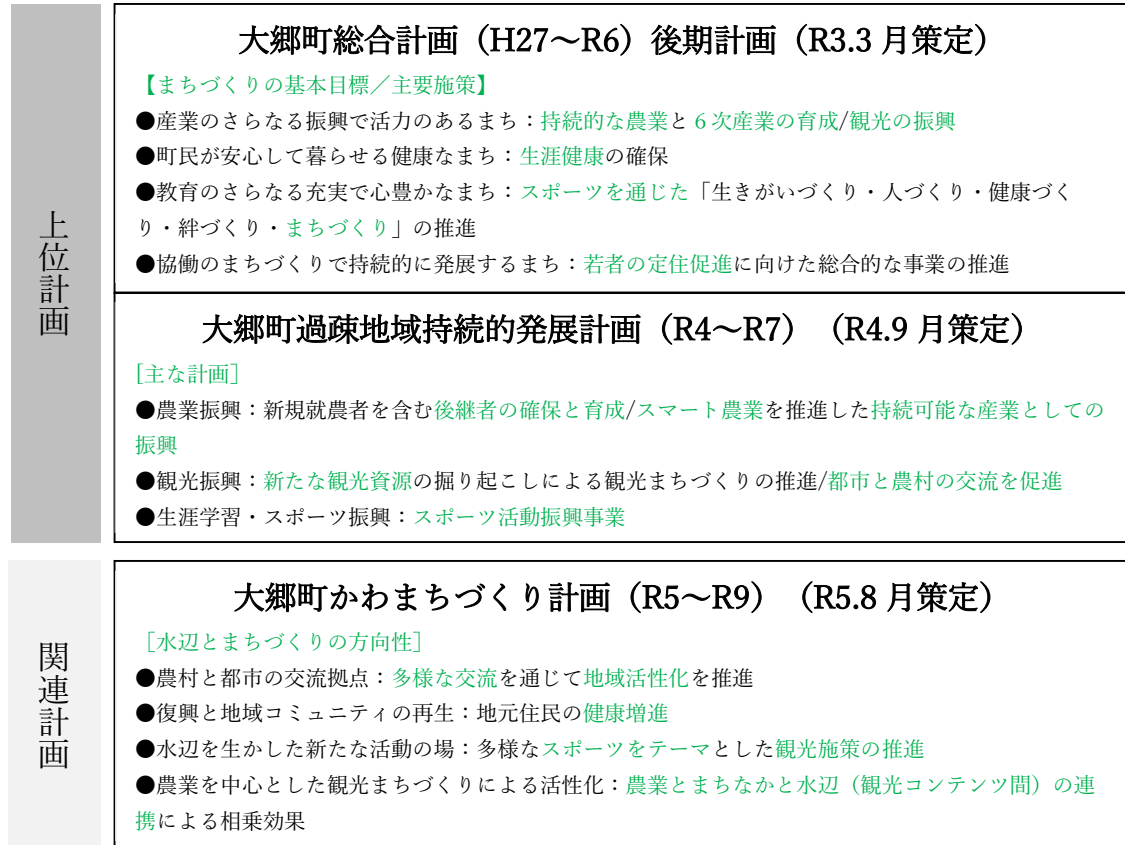 上位計画
大郷町総合計画（H27～R6）後期計画（R3.3 月策定）
【まちづくりの基本目標／主要施策】
●産業のさらなる振興で活力のあるまち：持続的な農業と６次産業の育成/観光の振興
●町民が安心して暮らせる健康なまち：生涯健康の確保
●教育のさらなる充実で心豊かなまち：スポーツを通じた「生きがいづくり・人づくり・健康づく
り・絆づくり・まちづくり」の推進
●協働のまちづくりで持続的に発展するまち：若者の定住促進に向けた総合的な事業の推進
大郷町過疎地域持続的発展計画（R4～R7）（R4.9 月策定）
[主な計画]
●農業振興：新規就農者を含む後継者の確保と育成/スマート農業を推進した持続可能な産業としての
振興
●観光振興：新たな観光資源の掘り起こしによる観光まちづくりの推進/都市と農村の交流を促進
●生涯学習・スポーツ振興：スポーツ活動振興事業
関連計画
大郷町かわまちづくり計画（R5～R9）（R5.8 月策定）
［水辺とまちづくりの方向性］
●農村と都市の交流拠点：多様な交流を通じて地域活性化を推進
●復興と地域コミュニティの再生：地元住民の健康増進
●水辺を生かした新たな活動の場：多様なスポーツをテーマとした観光施策の推進
●農業を中心とした観光まちづくりによる活性化：農業とまちなかと水辺（観光コンテンツ間）の連
携による相乗効果